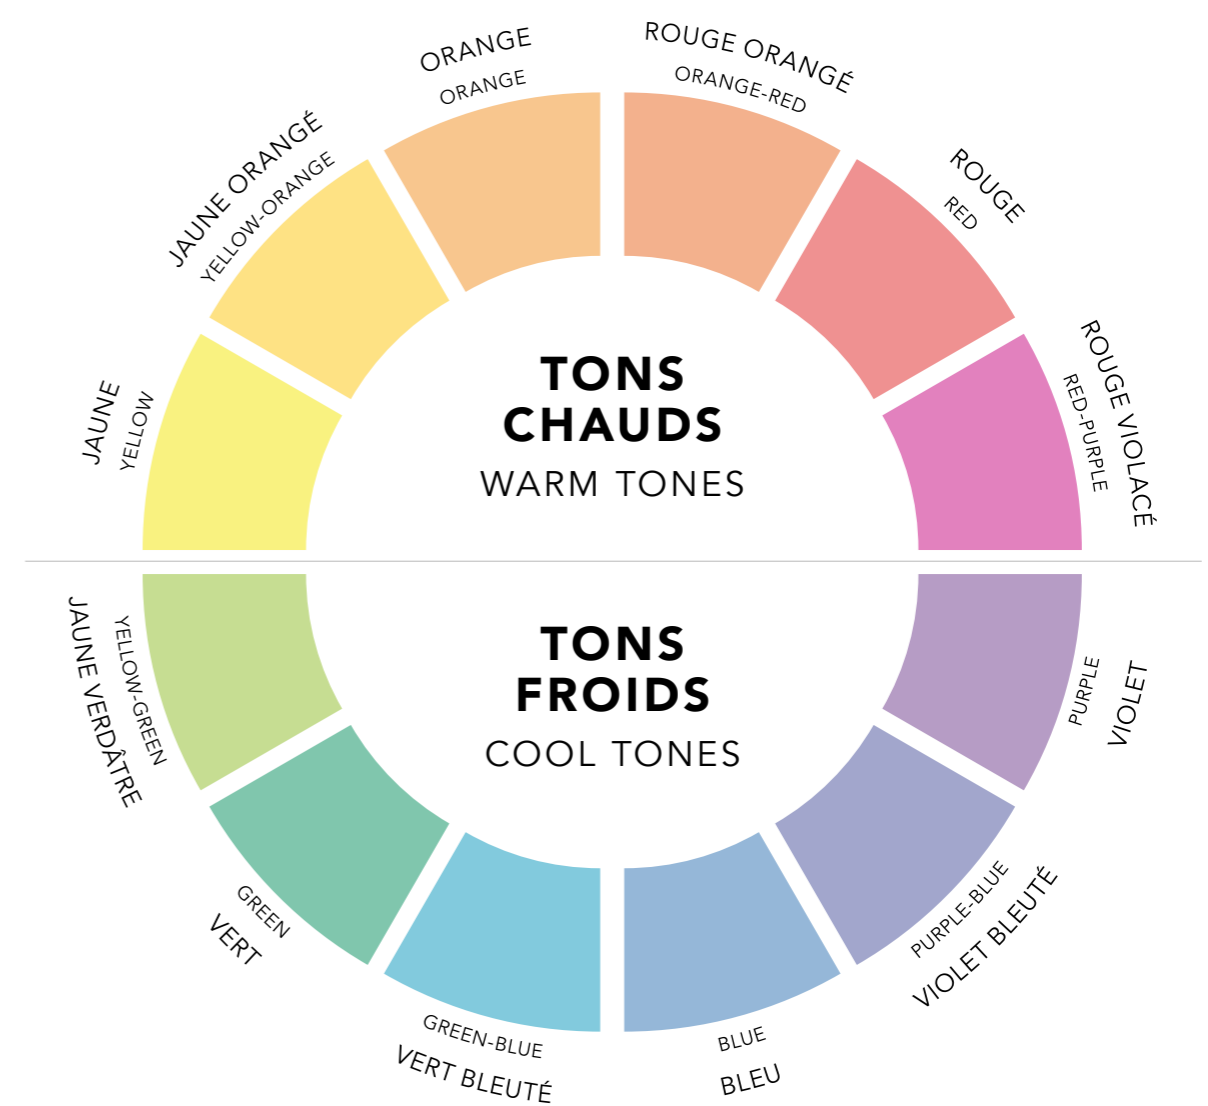 ORANGE
ORANGE
ROUGE ORANGÉ
ORANGE-RED
JAUNE ORANGÉ
YELLOW-ORANGE
ROUGE
RED
JAUNE
YELLOW
ROUGE VIOLACÉ
RED-PURPLE
TONS
CHAUDS
WARM TONES
TONS
FROIDS
COOL TONES
YELLOW-GREEN
JAUNE VERDÂTRE
PURPLE
VIOLET
GREEN
VERT
PURPLE-BLUE
VIOLET BLEUTÉ
GREEN-BLUE
VERT BLEUTÉ
BLUE
BLEU